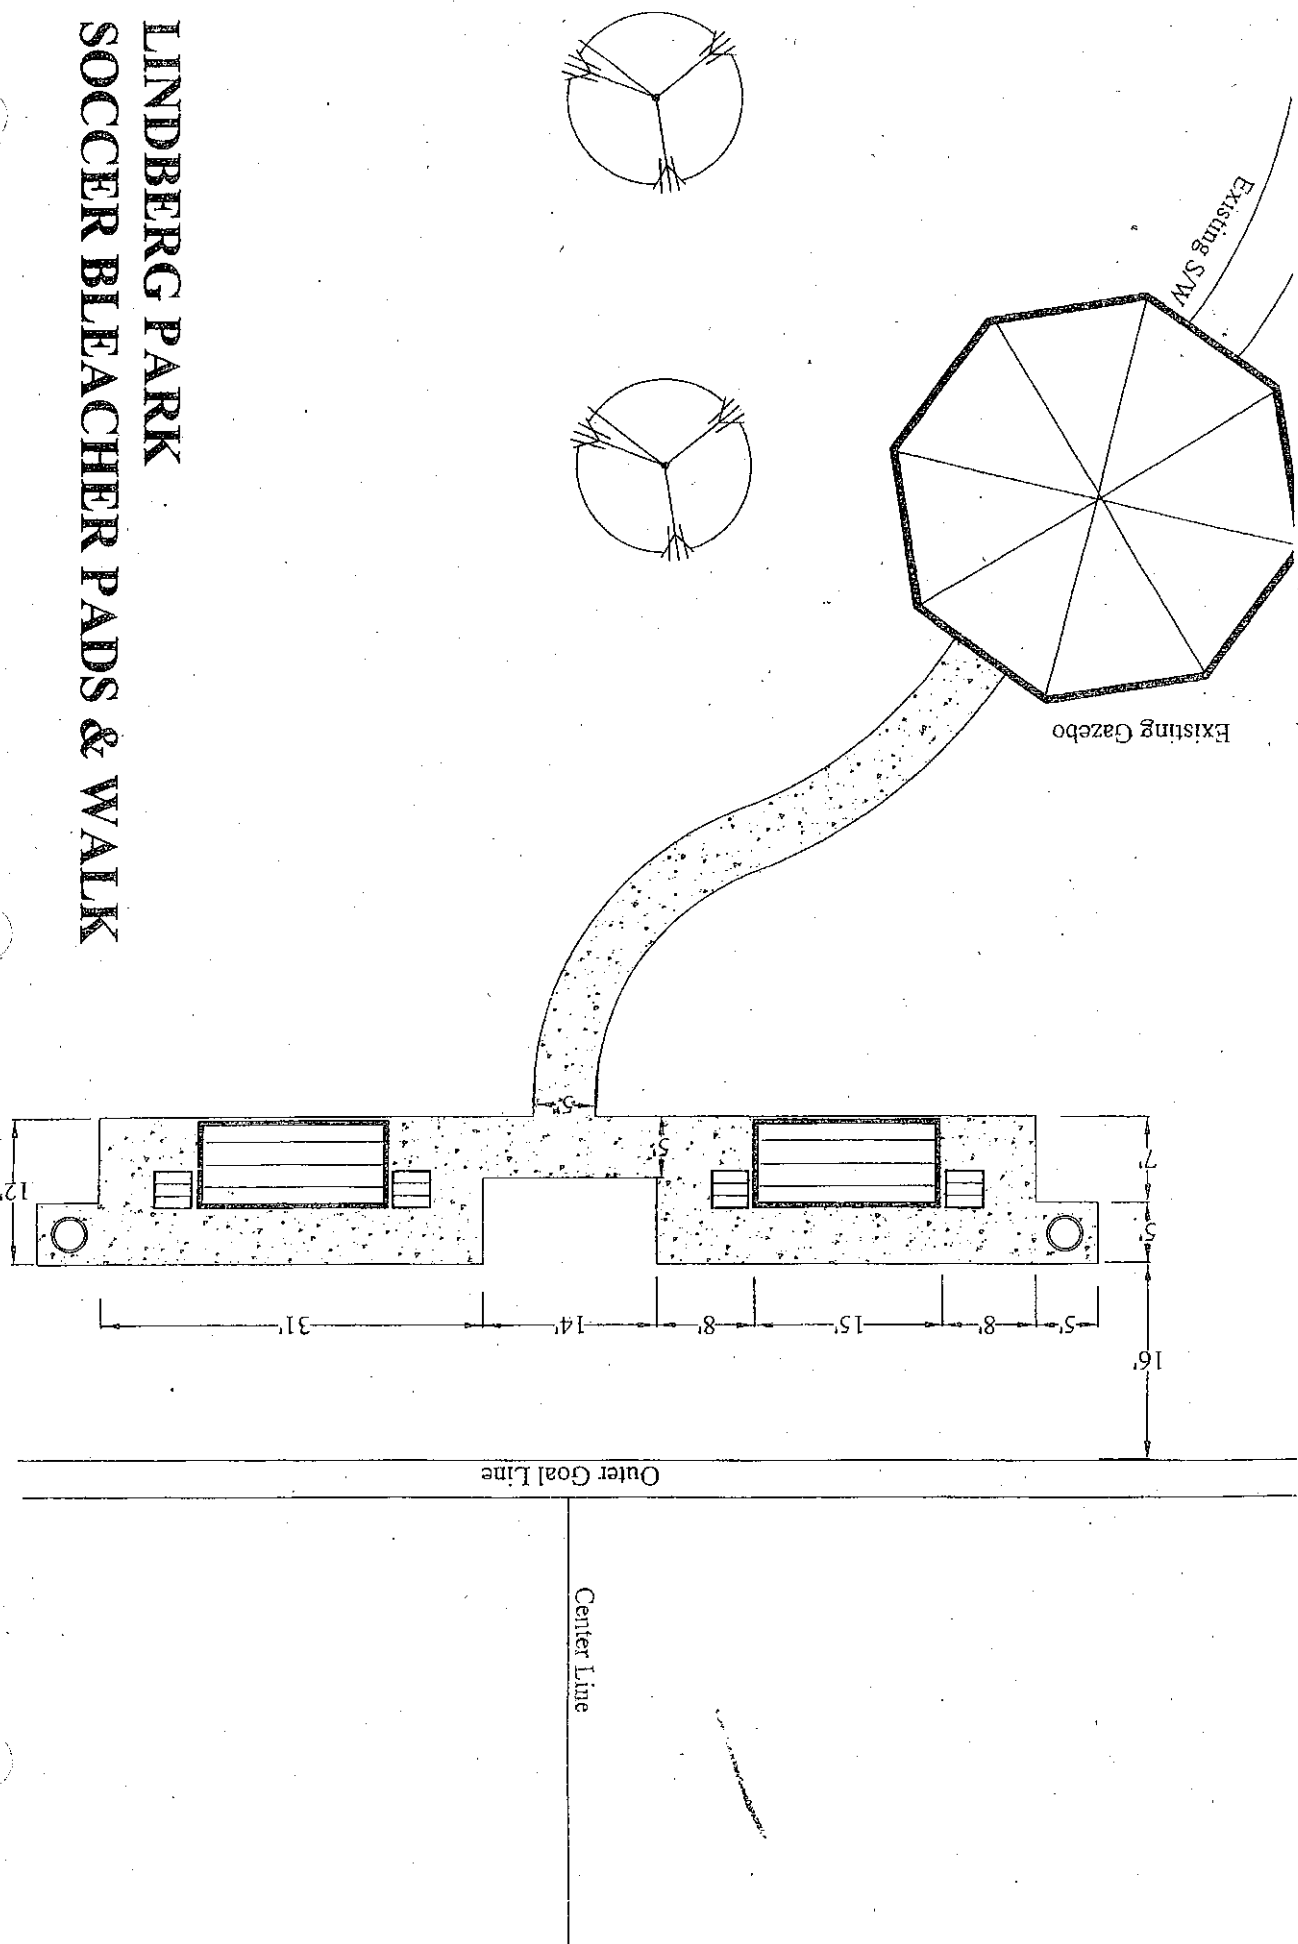 LINDBERG PARK
SOCCER BLEACHER PADS & WALK
Existing S/W
Existing Gazebo
5"
5'
7'
5'
12'
31'
14'
8'
15'
8'
5'
16'
Outer Goal Line
Center Line